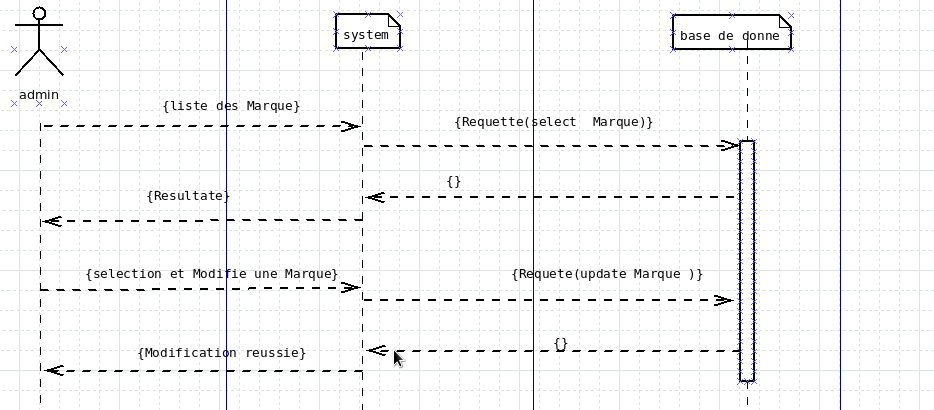 system
base de donne
admin
{liste des Marque}
{Requette(select  Marque)}
{}
{Resultate}
{selection et Modifie une Marque}
{Requete(update Marque )}
{}
{Modification reussie}